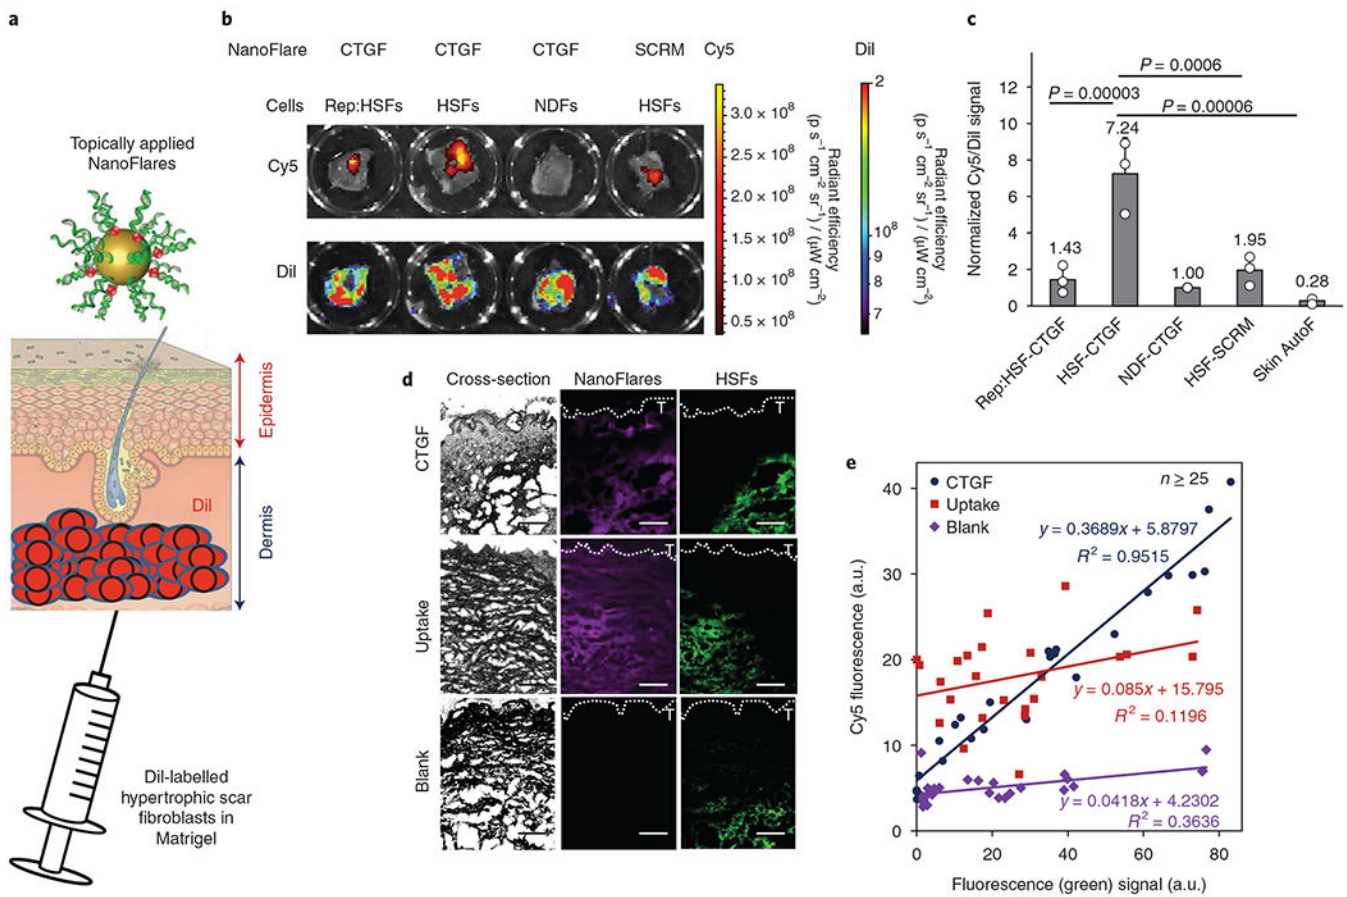 a
Topically applied
NanoFlares
Epidermis
Dermis
DiI
DiI-labelled
hypertrophic scar
fibroblasts in
Matrigel
b
NanoFlare CTGF CTGF CTGF SCRM Cy5 DiI
Cells Rep:HSFs HSFs NDFs HSFs
Cy5
DiI
3.0 × 10⁸
2.5 × 10⁸
2.0 × 10⁸
1.5 × 10⁸
1.0 × 10⁸
0.5 × 10⁸
Radiant efficiency
(p s⁻¹ cm⁻² sr⁻¹) / (μW cm⁻²)
2
10⁸
9
8
7
Radiant efficiency
(p s⁻¹ cm⁻² sr⁻¹) / (μW cm⁻²)
c
Normalized Cy5/DiI signal
12
10
8
6
4
2
0
P = 0.0006
P = 0.00003
P = 0.00006
1.43
7.24
1.00
1.95
0.28
Rep:HSF-CTGF
HSF-CTGF
NDF-CTGF
HSF-SCRM
Skin AutoF
d
Cross-section NanoFlares HSFs
CTGF
T T
Uptake
T T
Blank
T T
e
Cy5 fluorescence (a.u.)
40
30
20
10
0
CTGF
Uptake
Blank
n ≥ 25
y = 0.3689x + 5.8797
R² = 0.9515
y = 0.085x + 15.795
R² = 0.1196
y = 0.0418x + 4.2302
R² = 0.3636
0 20 40 60 80
Fluorescence (green) signal (a.u.)